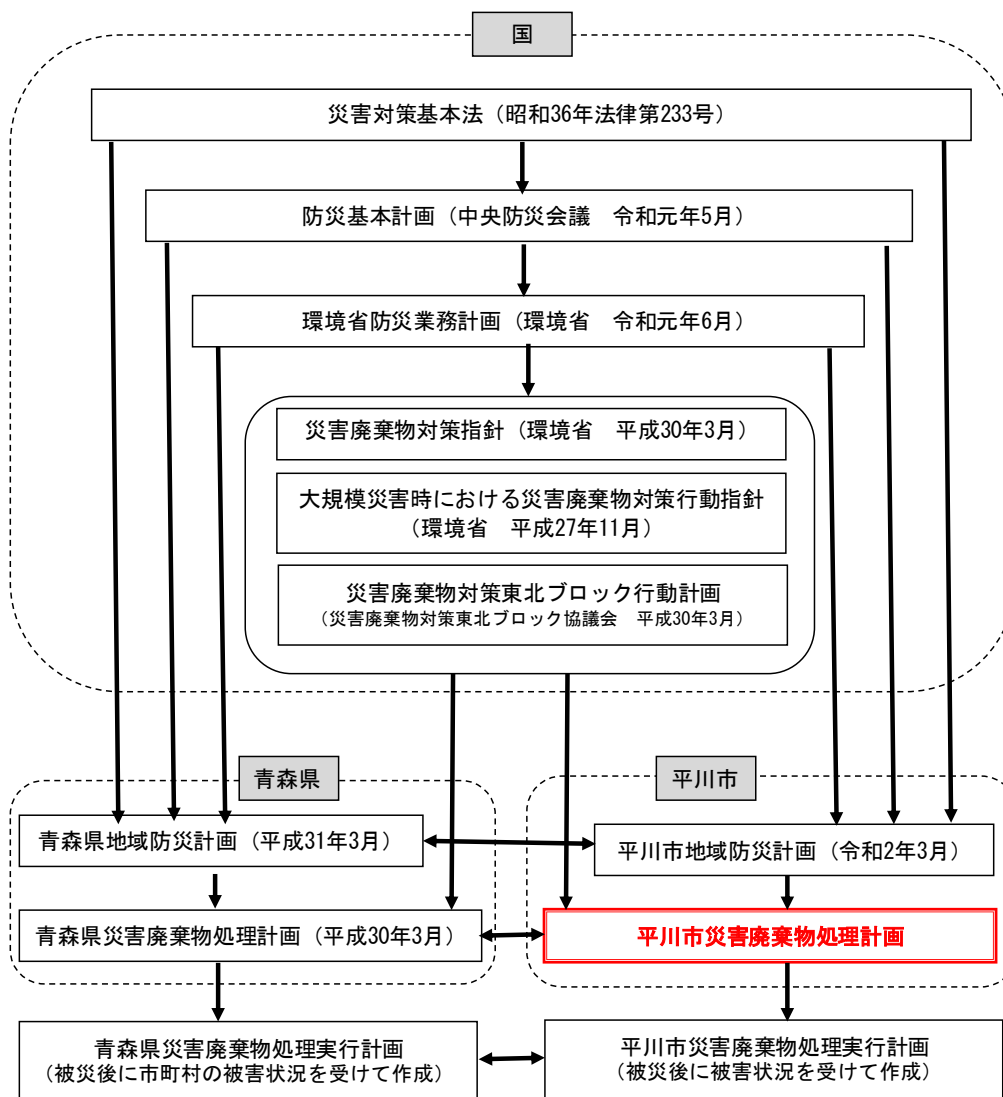 国
災害対策基本法（昭和36年法律第233号）
防災基本計画（中央防災会議　令和元年5月）
環境省防災業務計画（環境省　令和元年6月）
災害廃棄物対策指針（環境省　平成30年3月）
大規模災害時における災害廃棄物対策行動指針
（環境省　平成27年11月）
災害廃棄物対策東北ブロック行動計画
（災害廃棄物対策東北ブロック協議会　平成30年3月）
青森県
平川市
青森県地域防災計画（平成31年3月）
平川市地域防災計画（令和2年3月）
青森県災害廃棄物処理計画（平成30年3月）
平川市災害廃棄物処理計画
青森県災害廃棄物処理実行計画
（被災後に市町村の被害状況を受けて作成）
平川市災害廃棄物処理実行計画
（被災後に被害状況を受けて作成）